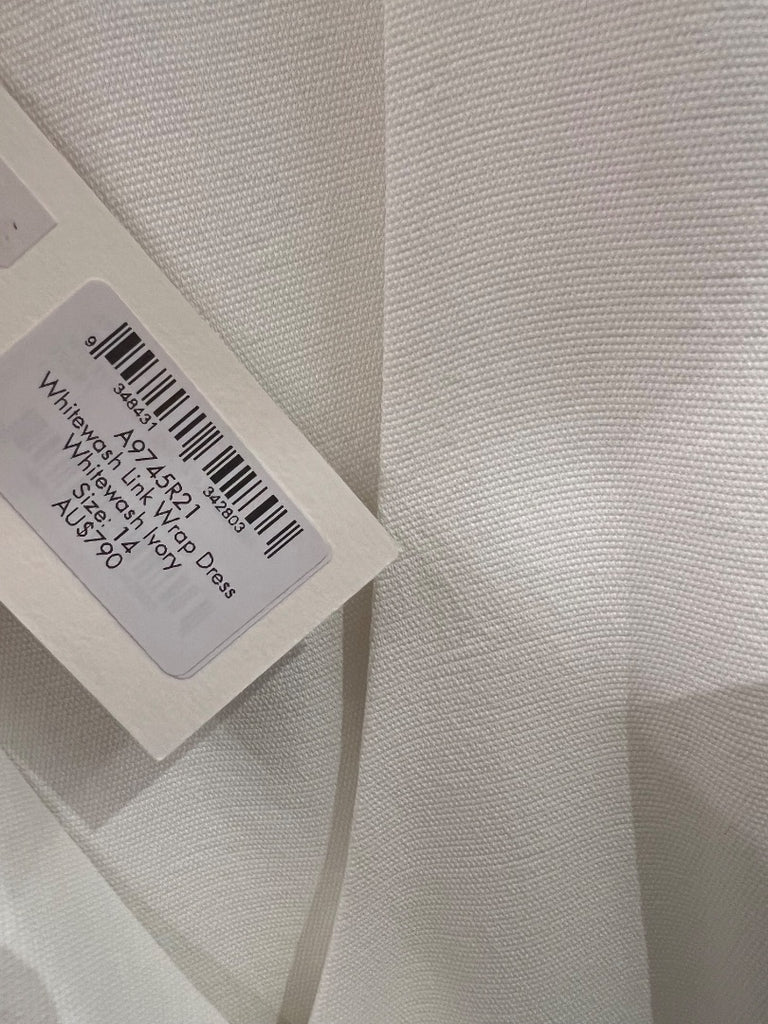 9 348431 342803
A9745R21
Whitewash Link Wrap Dress
Whitewash Ivory
Size: 14
AU$790